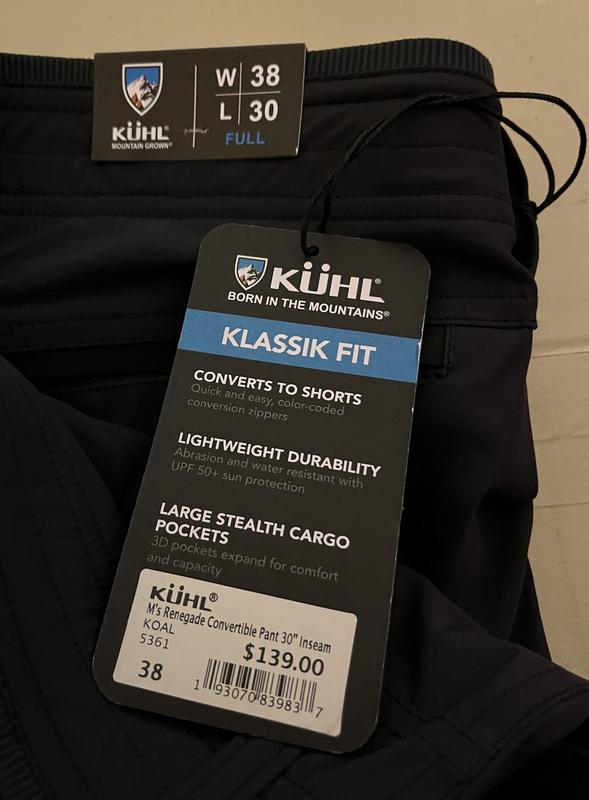 KÜHL®
MOUNTAIN GROWN®
W 38
L 30
FULL
KÜHL®
BORN IN THE MOUNTAINS®
KLASSIK FIT
CONVERTS TO SHORTS
Quick and easy, color-coded
conversion zippers
LIGHTWEIGHT DURABILITY
Abrasion and water resistant with
UPF 50+ sun protection
LARGE STEALTH CARGO
POCKETS
3D pockets expand for comfort
and capacity
KÜHL®
M's Renegade Convertible Pant 30" Inseam
KOAL
5361
$139.00
38
1 93070 83983 7